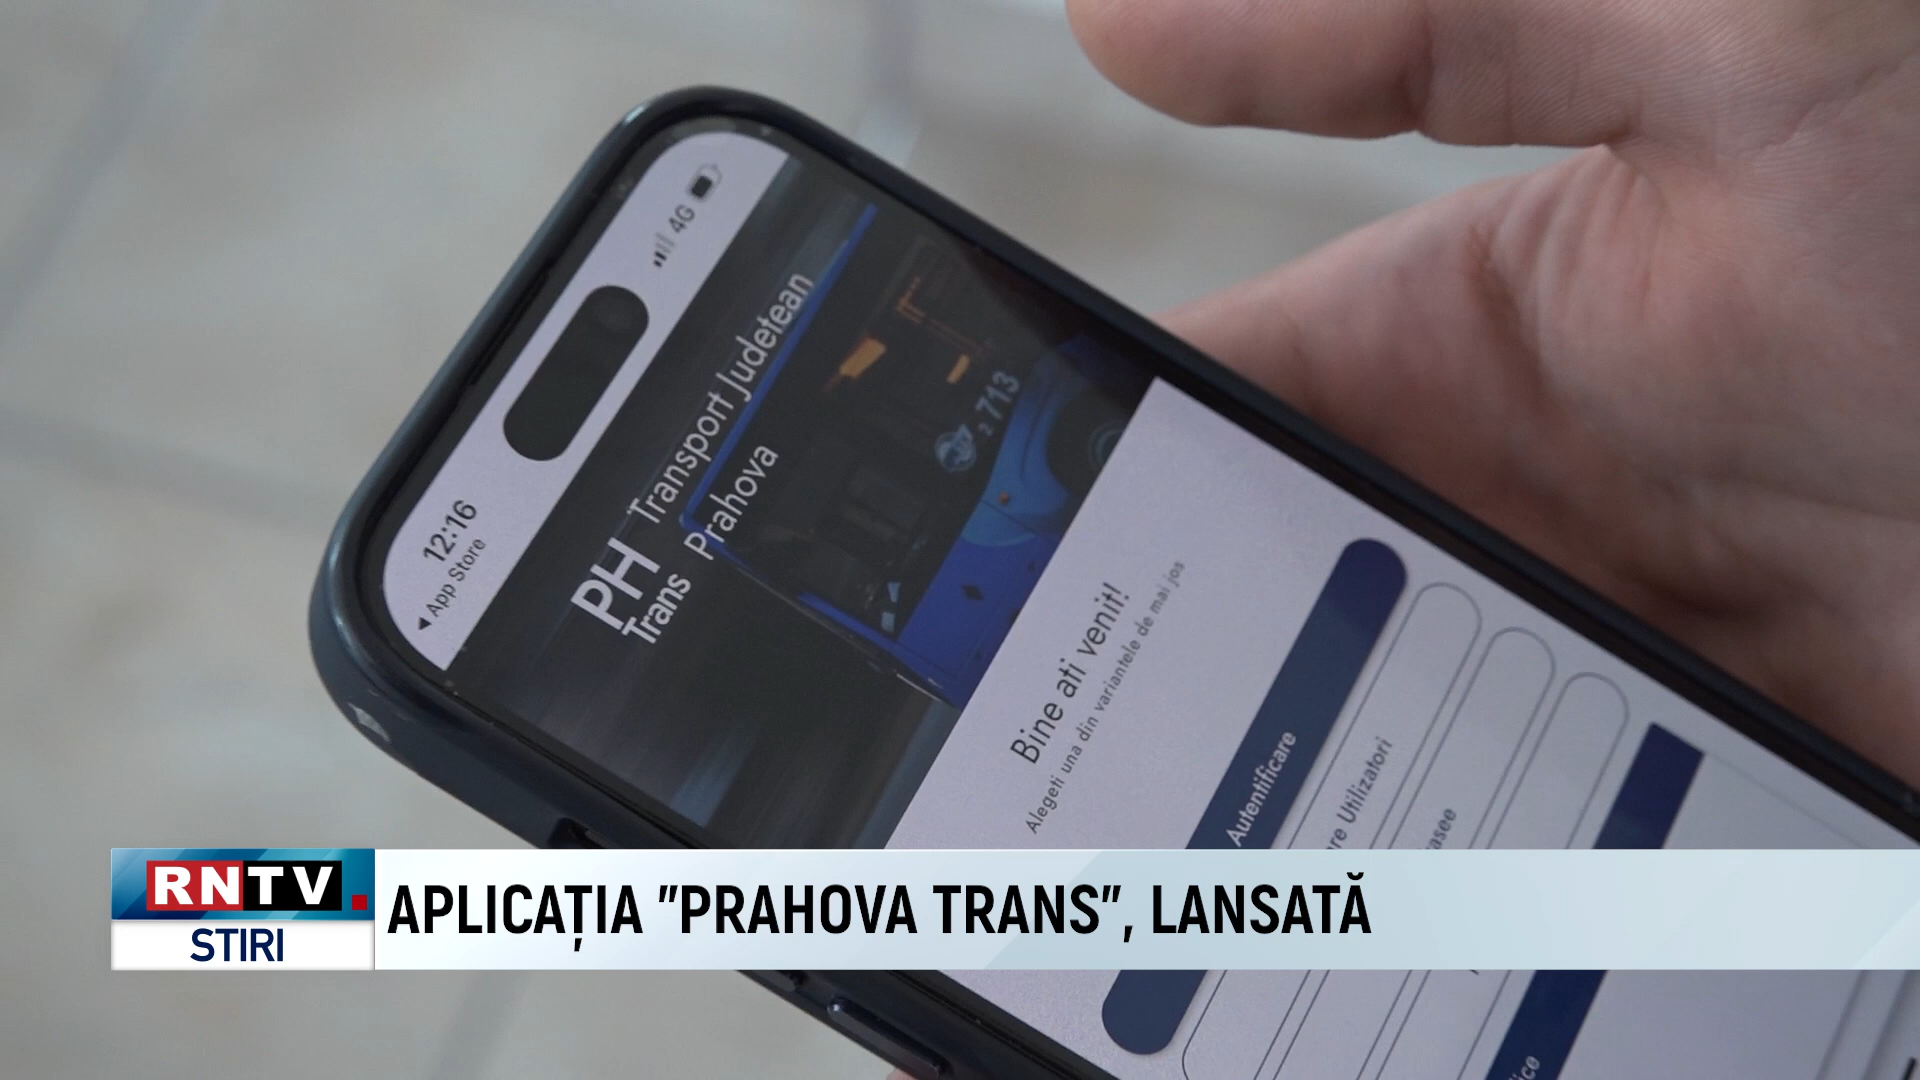 12:16
App Store
4G
PH Transport Judetean
Trans Prahova
713
Bine ati venit!
Alegeti una din variantele de mai jos
Autentificare
Utilizatori
RNTV.
STIRI
APLICAȚIA "PRAHOVA TRANS", LANSATĂ